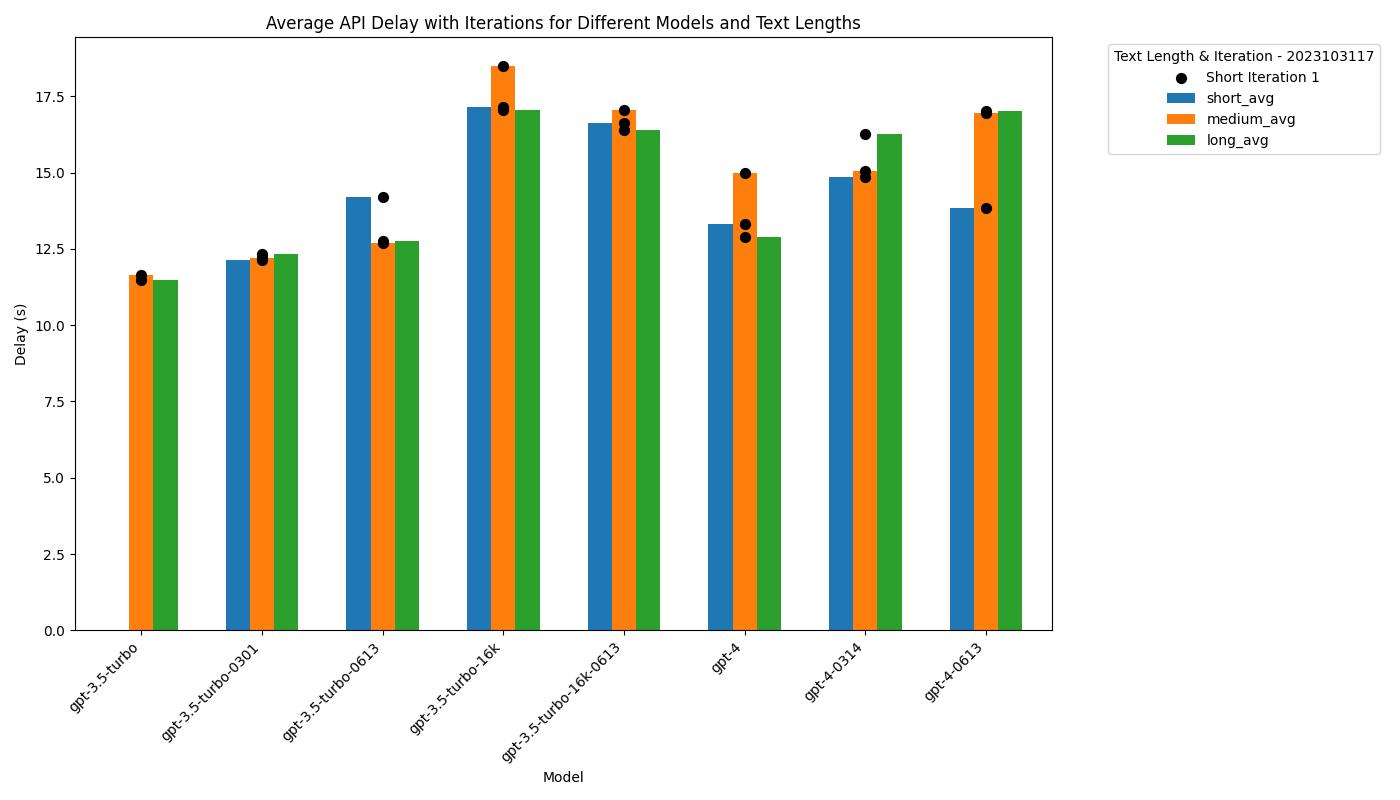 Average API Delay with Iterations for Different Models and Text Lengths
Text Length & Iteration - 2023103117
Short Iteration 1
short_avg
medium_avg
long_avg
Delay (s)
17.5
15.0
12.5
10.0
7.5
5.0
2.5
0.0
gpt-3.5-turbo
gpt-3.5-turbo-0301
gpt-3.5-turbo-0613
gpt-3.5-turbo-16k
gpt-3.5-turbo-16k-0613
gpt-4
gpt-4-0314
gpt-4-0613
Model